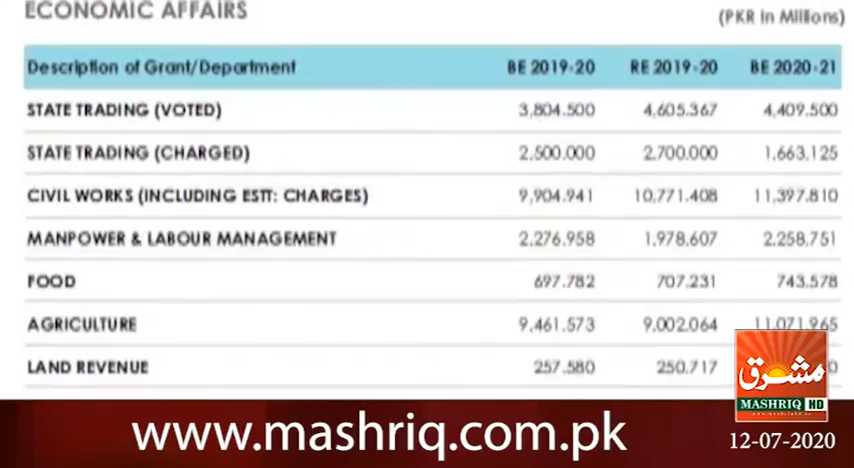 ECONOMIC AFFAIRS
(PKR in Millions)
Description of Grant/Department BE 2019-20 RE 2019-20 BE 2020-21
STATE TRADING (VOTED) 3,804.500 4,605.367 4,409.500
STATE TRADING (CHARGED) 2,500.000 2,700.000 1,663.125
CIVIL WORKS (INCLUDING ESTT: CHARGES) 9,904.941 10,771.408 11,397.810
MANPOWER & LABOUR MANAGEMENT 2,276.958 1,978.607 2,258.751
FOOD 697.782 707.231 743.578
AGRICULTURE 9,461.573 9,002.064 11,071.965
LAND REVENUE 257.580 250.717
مشرق
MASHRIQ HD
www.mashriq.com.pk
12-07-2020